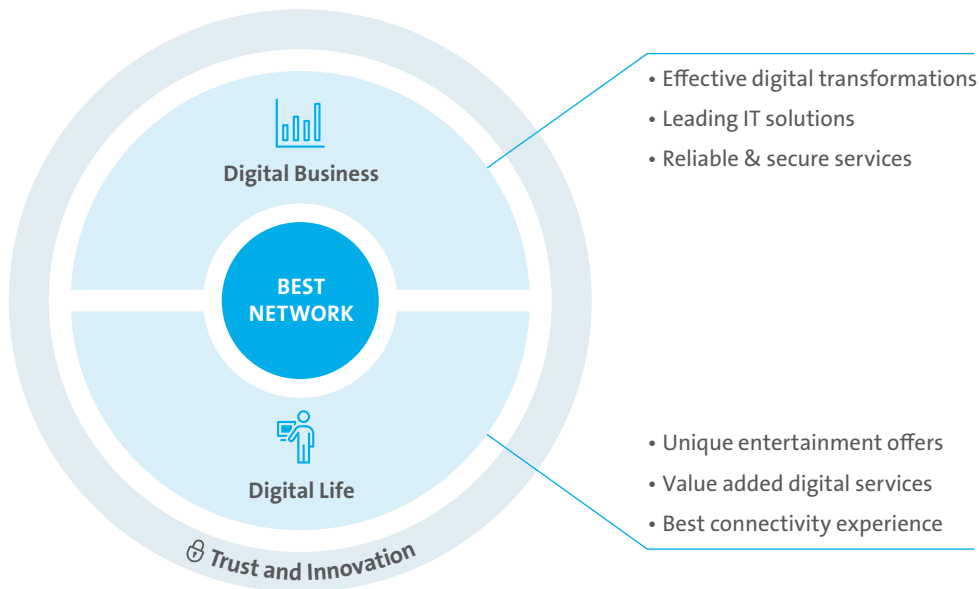 • Effective digital transformations
• Leading IT solutions
• Reliable & secure services
Digital Business
BEST
NETWORK
Digital Life
• Unique entertainment offers
• Value added digital services
• Best connectivity experience
Trust and Innovation